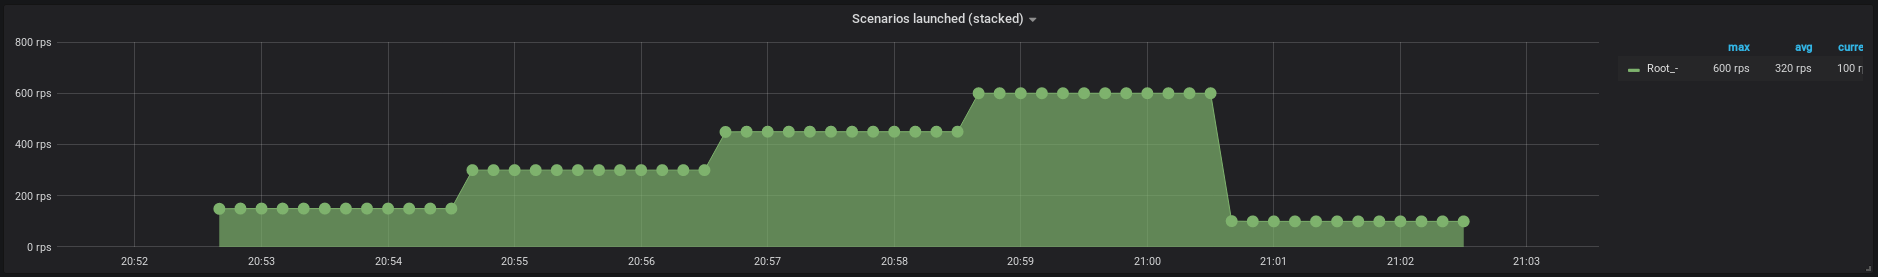 Scenarios launched (stacked)
800 rps
600 rps
400 rps
200 rps
0 rps
20:52 20:53 20:54 20:55 20:56 20:57 20:58 20:59 21:00 21:01 21:02 21:03
max avg curre
Root_- 600 rps 320 rps 100 r